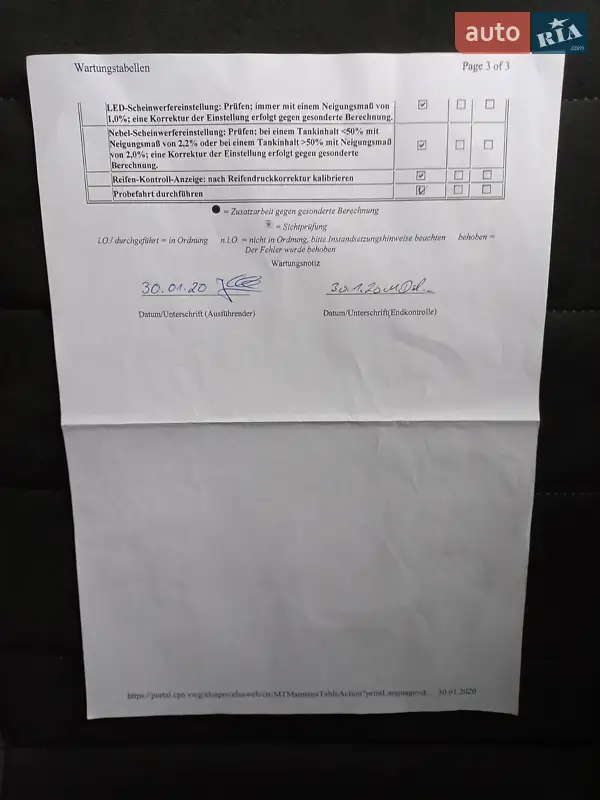 auto RIA
.com
Wartungstabellen Page 3 of 3
LED-Scheinwerfereinstellung: Prüfen; immer mit einem Neigungsmaß von
1,0%; eine Korrektur der Einstellung erfolgt gegen gesonderte Berechnung.
Nebel-Scheinwerfereinstellung: Prüfen; bei einem Tankinhalt <50% mit
Neigungsmaß von 2,2% oder bei einem Tankinhalt >50% mit Neigungsmaß
von 2,0%; eine Korrektur der Einstellung erfolgt gegen gesonderte
Berechnung.
Reifen-Kontroll-Anzeige: nach Reifendruckkorrektur kalibrieren
Probefahrt durchführen
= Zusatzarbeit gegen gesonderte Berechnung
= Sichtprüfung
i.O./ durchgeführt = in Ordnung n.i.O. = nicht in Ordnung, bitte Instandsetzungshinweise beachten behoben =
Der Fehler wurde behoben
Wartungsnotiz
30.01.20 30.1.20
Datum/Unterschrift (Ausführender) Datum/Unterschrift(Endkontrolle)
30.01.2020